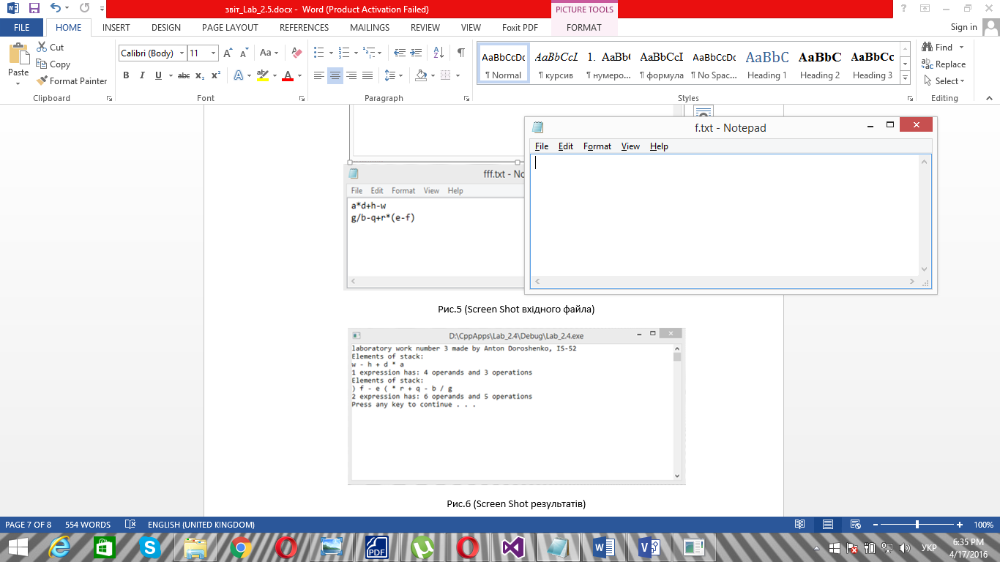 звіт_Lab_2.5.docx - Word (Product Activation Failed)
PICTURE TOOLS
FILE HOME INSERT DESIGN PAGE LAYOUT REFERENCES MAILINGS REVIEW VIEW Foxit PDF FORMAT
Sign in
Paste
Cut
Copy
Format Painter
Calibri (Body) 11
Aa
B I U abc x₂ x² A ab A
¶
AaBbCcDc AaBbCcL 1. AaBb( AaBbCcI AaBbCcDc AaBbC AaBbC AaBbCc
¶ Normal ¶ курсив ¶ нумеро... ¶ формула ¶ No Spac... Heading 1 Heading 2 Heading 3
Find
Replace
Select
Clipboard Font Paragraph Styles Editing
f.txt - Notepad
File Edit Format View Help
fff.txt - No
File Edit Format View Help
a*d+h-w
g/b-q+r*(e-f)
Рис.5 (Screen Shot вхідного файла)
D:\CppApps\Lab_2.4\Debug\Lab_2.4.exe
laboratory work number 3 made by Anton Doroshenko, IS-52
Elements of stack:
w - h + d * a
1 expression has: 4 operands and 3 operations
Elements of stack:
) f - e ( * r + q - b / g
2 expression has: 6 operands and 5 operations
Press any key to continue . . .
Рис.6 (Screen Shot результатів)
PAGE 7 OF 8 554 WORDS ENGLISH (UNITED KINGDOM) 100%
PDF
УКР
6:35 PM
4/17/2016